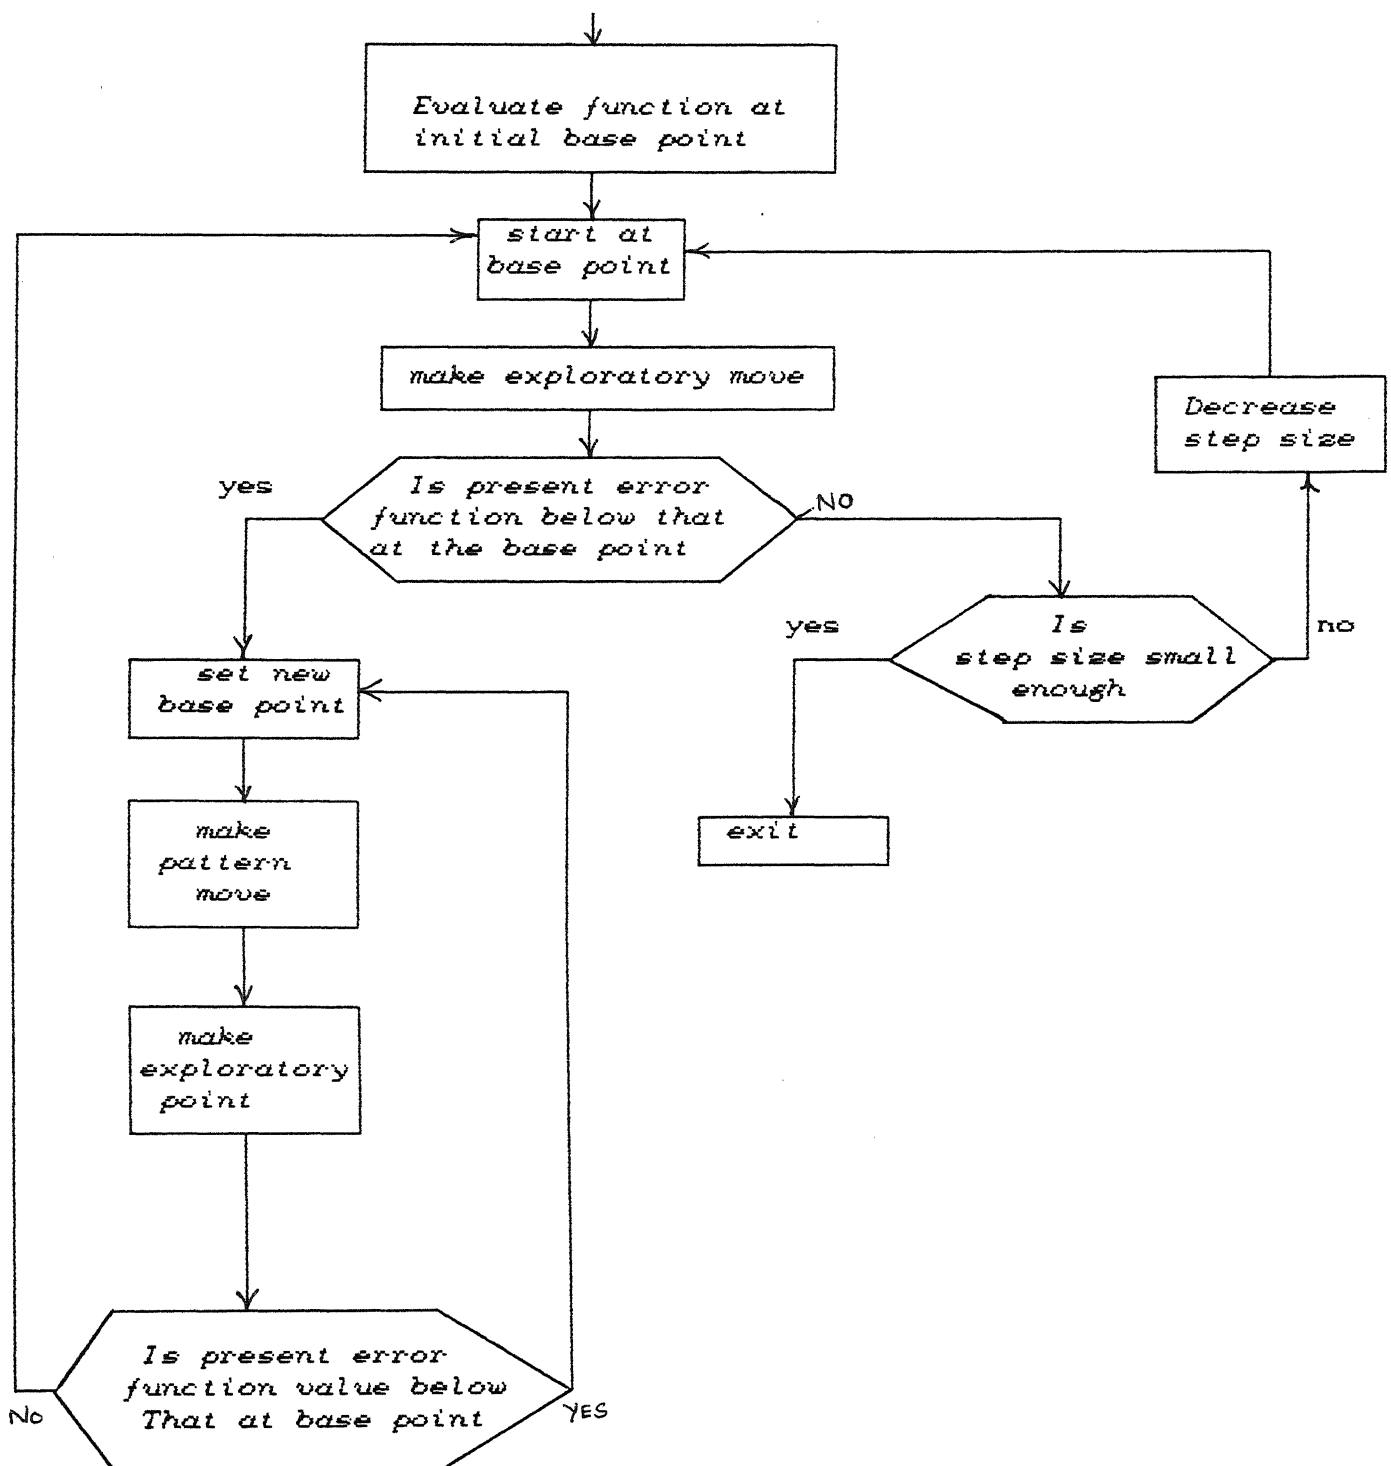 Evaluate function at
initial base point
start at
base point
make exploratory move
Decrease
step size
yes
Is present error
function below that
at the base point
NO
yes
Is
step size small
enough
no
set new
base point
exit
make
pattern
move
make
exploratory
point
Is present error
function value below
That at base point
No
YES